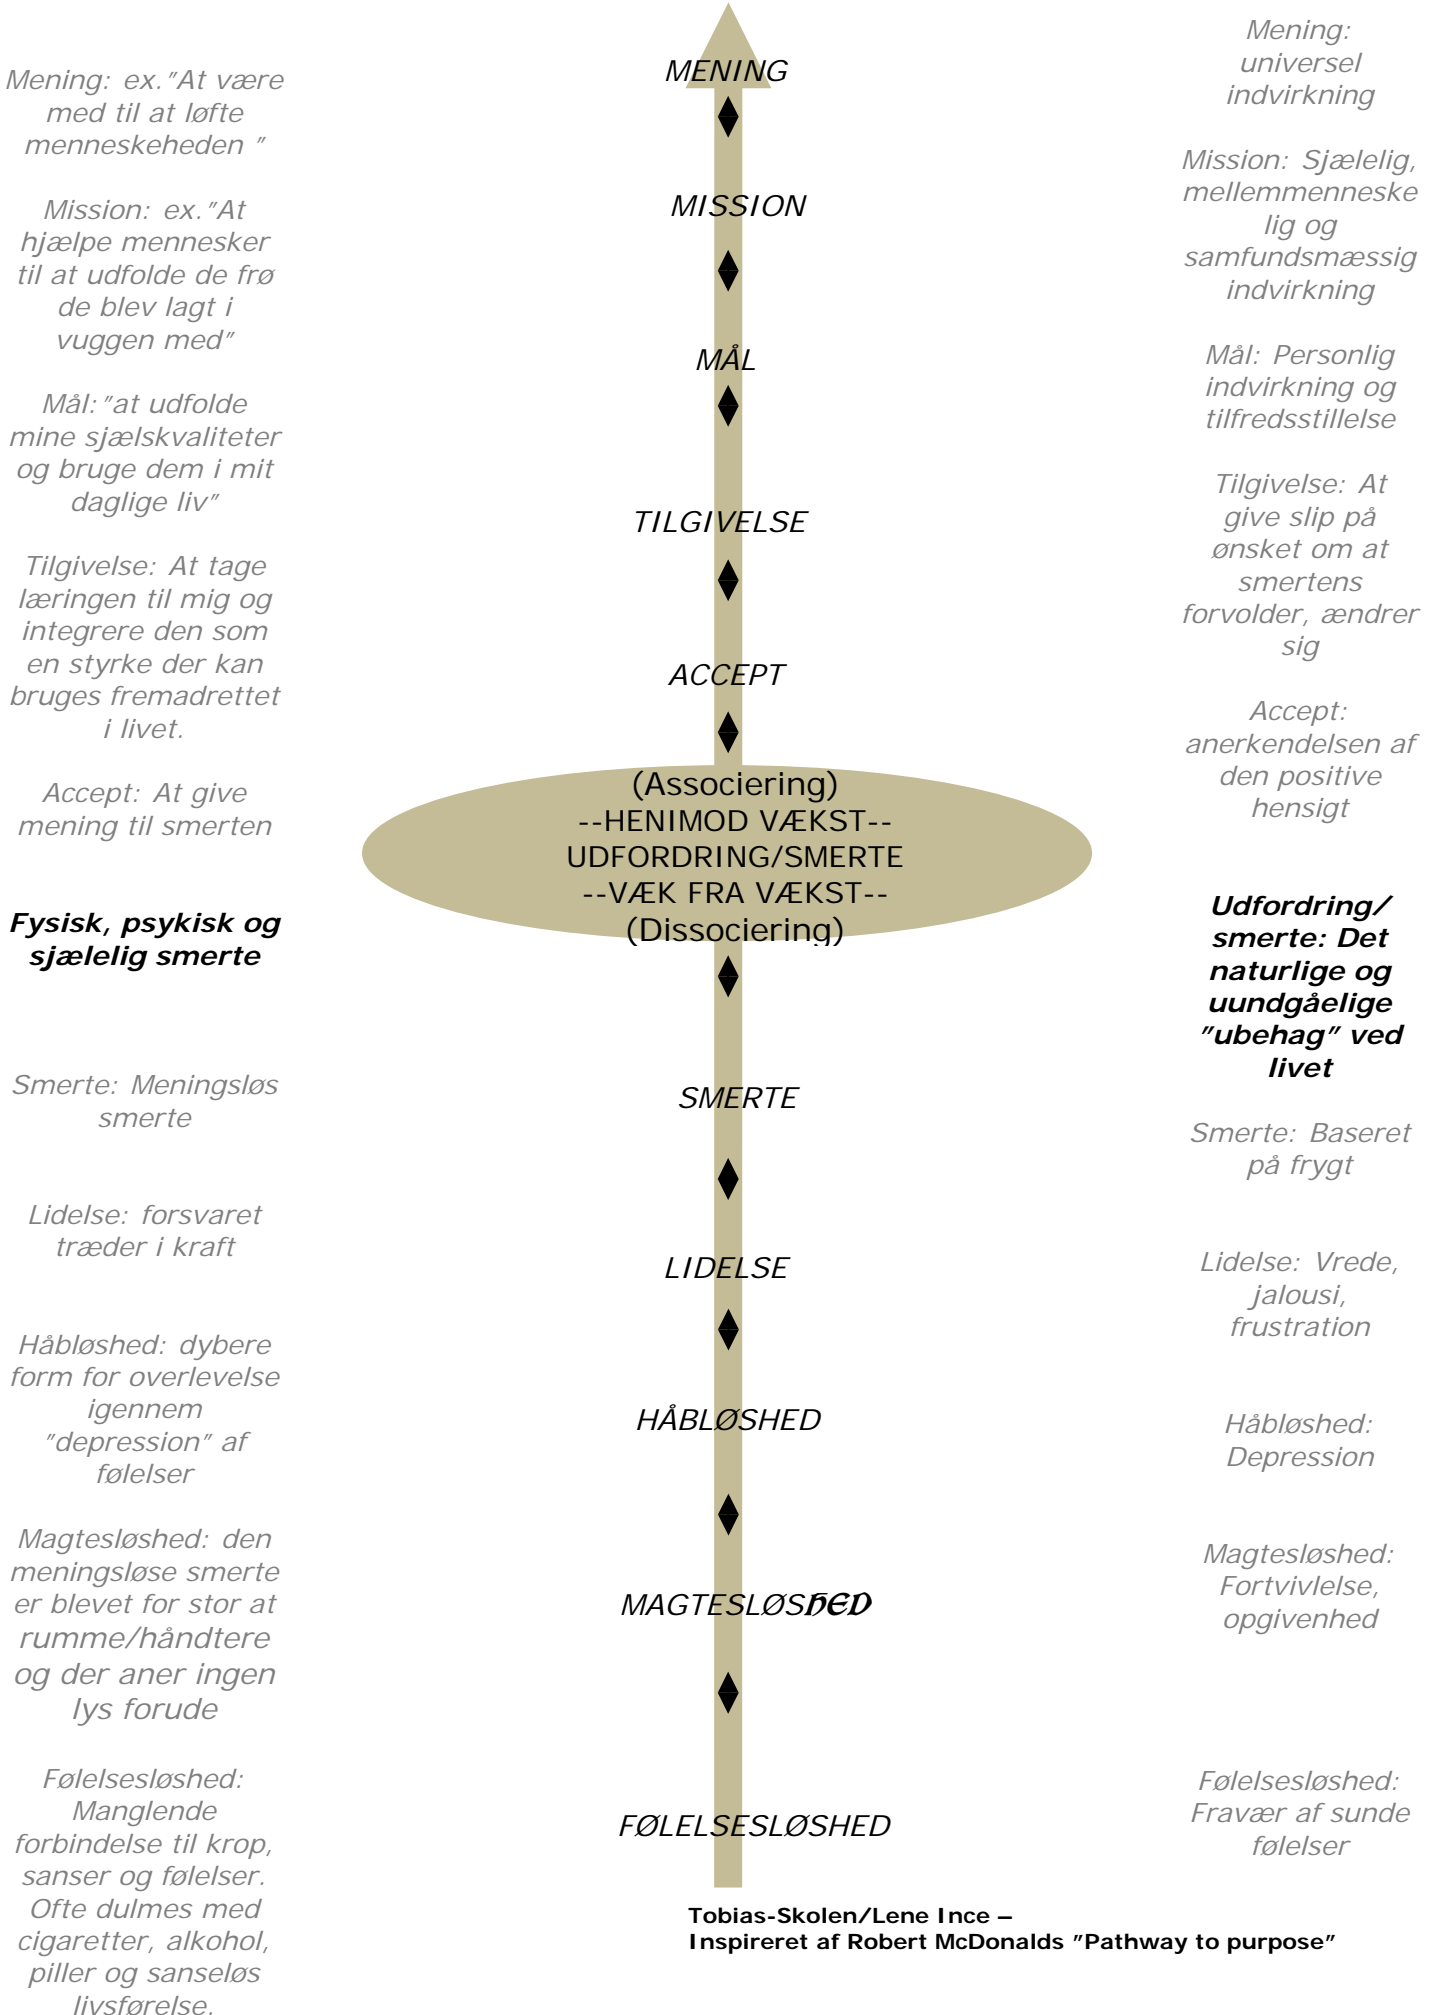 Mening: ex.”At være
med til at løfte
menneskeheden ”
Mission: ex.”At
hjælpe mennesker
til at udfolde de frø
de blev lagt i
vuggen med”
Mål:”at udfolde
mine sjælskvaliteter
og bruge dem i mit
daglige liv”
Tilgivelse: At tage
læringen til mig og
integrere den som
en styrke der kan
bruges fremadrettet
i livet.
Accept: At give
mening til smerten
Fysisk, psykisk og
sjælelig smerte
Smerte: Meningsløs
smerte
Lidelse: forsvaret
træder i kraft
Håbløshed: dybere
form for overlevelse
igennem
”depression” af
følelser
Magtesløshed: den
meningsløse smerte
er blevet for stor at
rumme/håndtere
og der aner ingen
lys forude
Følelsesløshed:
Manglende
forbindelse til krop,
sanser og følelser.
Ofte dulmes med
cigaretter, alkohol,
piller og sanseløs
livsførelse.
MENING
MISSION
MÅL
TILGIVELSE
ACCEPT
(Associering)
--HENIMOD VÆKST--
UDFORDRING/SMERTE
--VÆK FRA VÆKST--
(Dissociering)
SMERTE
LIDELSE
HÅBLØSHED
MAGTESLØSHED
FØLELSESLØSHED
Mening:
universel
indvirkning
Mission: Sjælelig,
mellemmenneske
lig og
samfundsmæssig
indvirkning
Mål: Personlig
indvirkning og
tilfredsstillelse
Tilgivelse: At
give slip på
ønsket om at
smertens
forvolder, ændrer
sig
Accept:
anerkendelsen af
den positive
hensigt
Udfordring/
smerte: Det
naturlige og
uundgåelige
”ubehag” ved
livet
Smerte: Baseret
på frygt
Lidelse: Vrede,
jalousi,
frustration
Håbløshed:
Depression
Magtesløshed:
Fortvivlelse,
opgivenhed
Følelsesløshed:
Fravær af sunde
følelser
Tobias-Skolen/Lene Ince –
Inspireret af Robert McDonalds ”Pathway to purpose”